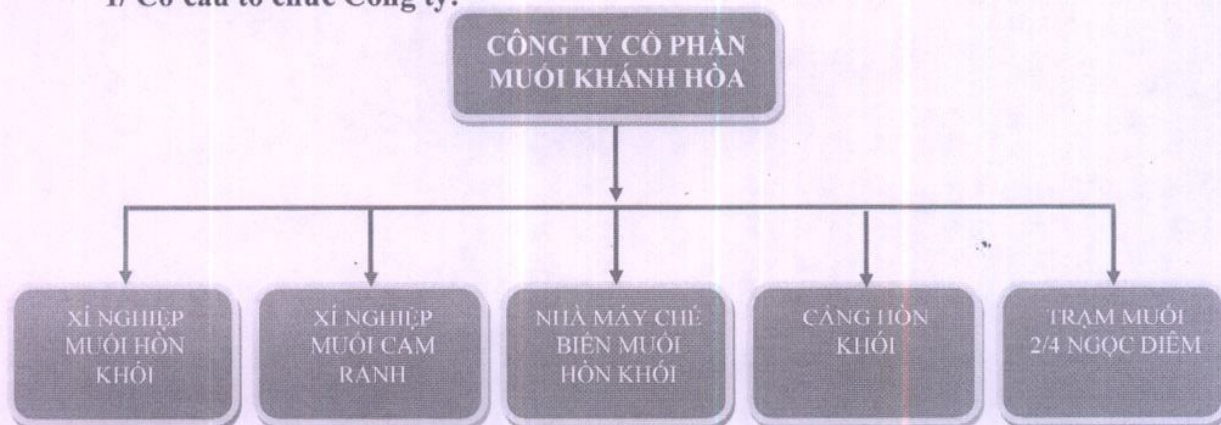 1/ Cơ cấu tổ chức Công ty:
CÔNG TY CỔ PHẦN
MUỐI KHÁNH HÒA
XÍ NGHIỆP
MUỐI HÒN
KHÓI
XÍ NGHIỆP
MUỐI CAM
RANH
NHÀ MÁY CHẾ
BIẾN MUỐI
HÒN KHÓI
CẢNG HÒN
KHÓI
TRẠM MUỐI
2/4 NGỌC DIÊM